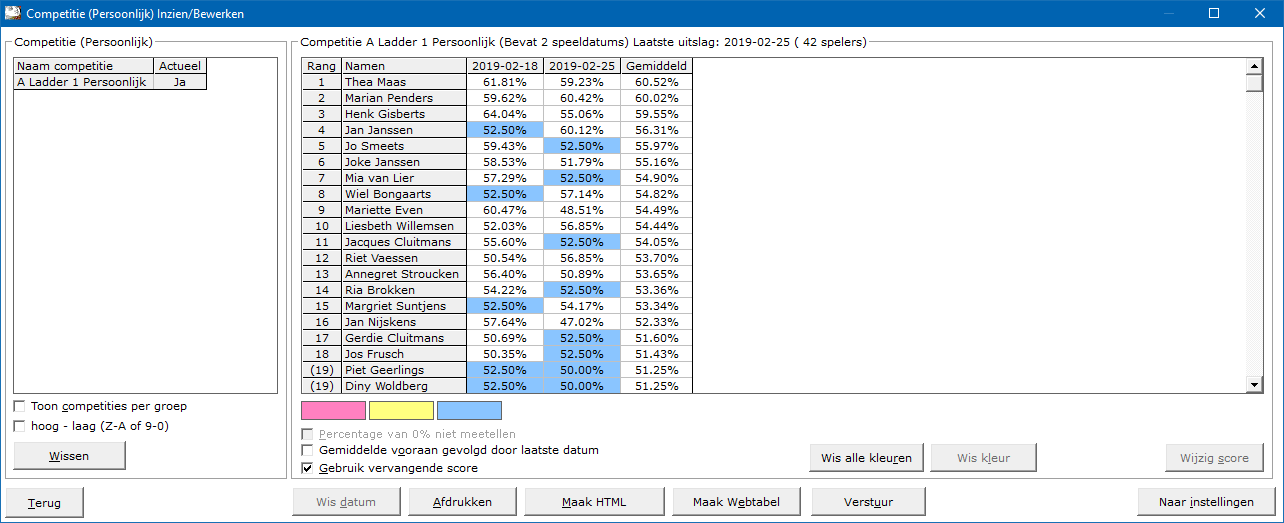 Competitie (Persoonlijk) Inzien/Bewerken
Competitie (Persoonlijk)
Naam competitie Actueel
A Ladder 1 Persoonlijk Ja
Toon competities per groep
hoog - laag (Z-A of 9-0)
Wissen
Competitie A Ladder 1 Persoonlijk (Bevat 2 speeldatums) Laatste uitslag: 2019-02-25 ( 42 spelers)
Rang Namen 2019-02-18 2019-02-25 Gemiddeld
1 Thea Maas 61.81% 59.23% 60.52%
2 Marian Penders 59.62% 60.42% 60.02%
3 Henk Gisberts 64.04% 55.06% 59.55%
4 Jan Janssen 52.50% 60.12% 56.31%
5 Jo Smeets 59.43% 52.50% 55.97%
6 Joke Janssen 58.53% 51.79% 55.16%
7 Mia van Lier 57.29% 52.50% 54.90%
8 Wiel Bongaarts 52.50% 57.14% 54.82%
9 Mariette Even 60.47% 48.51% 54.49%
10 Liesbeth Willemsen 52.03% 56.85% 54.44%
11 Jacques Cluitmans 55.60% 52.50% 54.05%
12 Riet Vaessen 50.54% 56.85% 53.70%
13 Annegret Stroucken 56.40% 50.89% 53.65%
14 Ria Brokken 54.22% 52.50% 53.36%
15 Margriet Suntjens 52.50% 54.17% 53.34%
16 Jan Nijskens 57.64% 47.02% 52.33%
17 Gerdie Cluitmans 50.69% 52.50% 51.60%
18 Jos Frusch 50.35% 52.50% 51.43%
(19) Piet Geerlings 52.50% 50.00% 51.25%
(19) Diny Woldberg 52.50% 50.00% 51.25%
Percentage van 0% niet meetellen
Gemiddelde vooraan gevolgd door laatste datum
Gebruik vervangende score
Wis alle kleuren Wis kleur Wijzig score
Terug Wis datum Afdrukken Maak HTML Maak Webtabel Verstuur Naar instellingen